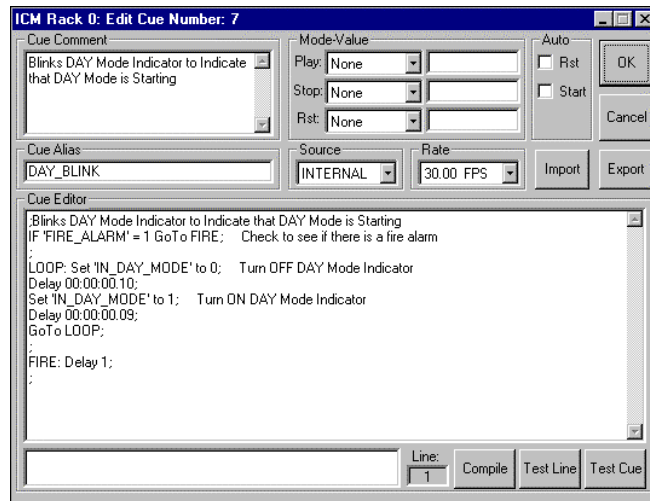 ICM Rack 0: Edit Cue Number: 7
Cue Comment
Blinks DAY Mode Indicator to Indicate
that DAY Mode is Starting
Mode-Value
Play: None
Stop: None
Rst: None
Auto
Rst
Start
OK
Cancel
Cue Alias
DAY_BLINK
Source
INTERNAL
Rate
30.00 FPS
Import
Export
Cue Editor
;Blinks DAY Mode Indicator to Indicate that DAY Mode is Starting
IF 'FIRE_ALARM' = 1 GoTo FIRE; Check to see if there is a fire alarm
;
LOOP: Set 'IN_DAY_MODE' to 0; Turn OFF DAY Mode Indicator
Delay 00:00:00.10;
Set 'IN_DAY_MODE' to 1; Turn ON DAY Mode Indicator
Delay 00:00:00.09;
GoTo LOOP;
;
FIRE: Delay 1;
;
Line:
1
Compile
Test Line
Test Cue